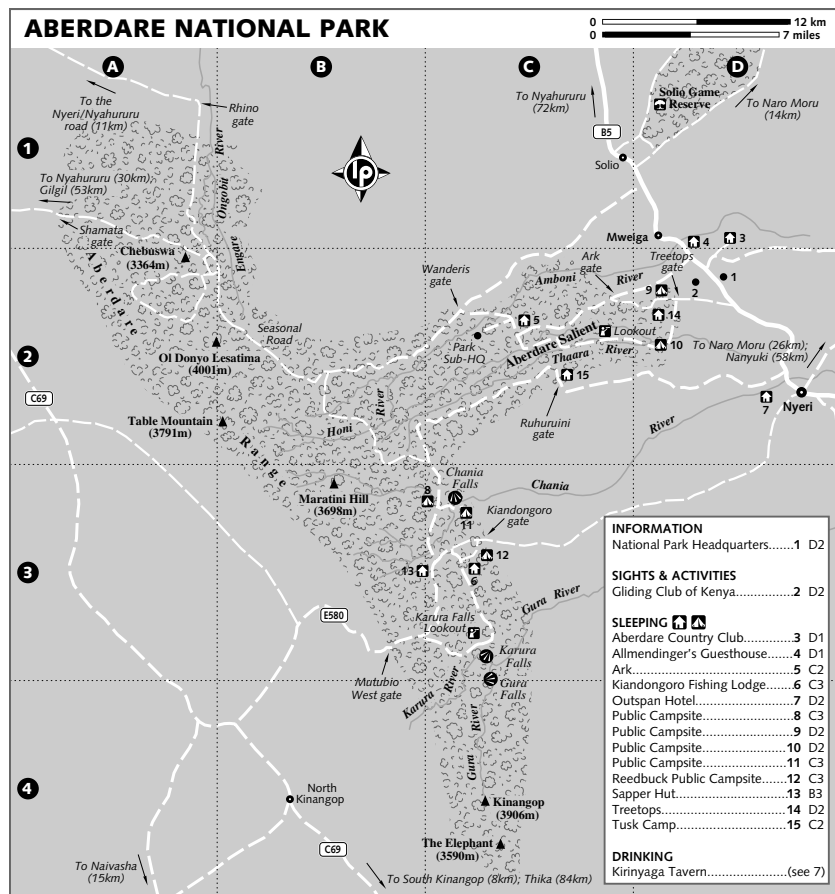 ABERDARE NATIONAL PARK
0 12 km
0 7 miles
A
B
C
D
1
2
3
4
To the
Nyeri/Nyahururu
road (11km)
Rhino
gate
Ongobit River
Engare
To Nyahururu (30km);
Gilgil (53km)
Shamata
gate
Chebuswa
(3364m)
Aberdare
Range
lp
To Nyahururu
(72km)
B5
Solio Game
Reserve
To Naro Moru
(14km)
Solio
Mweiga
4
3
Wanderis
gate
Ark
gate
Treetops
gate
Amboni River
1
2
9
14
5
Lookout
Aberdare Salient
Park
Sub-HQ
Thaara River
10
15
Ruhuruini
gate
To Naro Moru (26km);
Nanyuki (58km)
Nyeri
7
River
Seasonal
Road
Ol Donyo Lesatima
(4001m)
C69
Table Mountain
(3791m)
Honi
River
Maratini Hill
(3698m)
Chania
Falls
Chania
8
11
Kiandongoro
gate
12
13
6
Gura River
E580
Karura Falls
Lookout
Karura
Falls
Mutubio
West gate
Karura River
Gura
Falls
Gura River
North
Kinangop
Kinangop
(3906m)
The Elephant
(3590m)
C69
To Naivasha
(15km)
To South Kinangop (8km); Thika (84km)
INFORMATION
National Park Headquarters.......1 D2
SIGHTS & ACTIVITIES
Gliding Club of Kenya................2 D2
SLEEPING
Aberdare Country Club..............3 D1
Allmendinger's Guesthouse......4 D1
Ark..............................................5 C2
Kiandongoro Fishing Lodge......6 C3
Outspan Hotel...........................7 D2
Public Campsite.........................8 C3
Public Campsite.........................9 D2
Public Campsite.......................10 D2
Public Campsite.......................11 C3
Reedbuck Public Campsite......12 C3
Sapper Hut...............................13 B3
Treetops...................................14 D2
Tusk Camp................................15 C2
DRINKING
Kirinyaga Tavern......................(see 7)